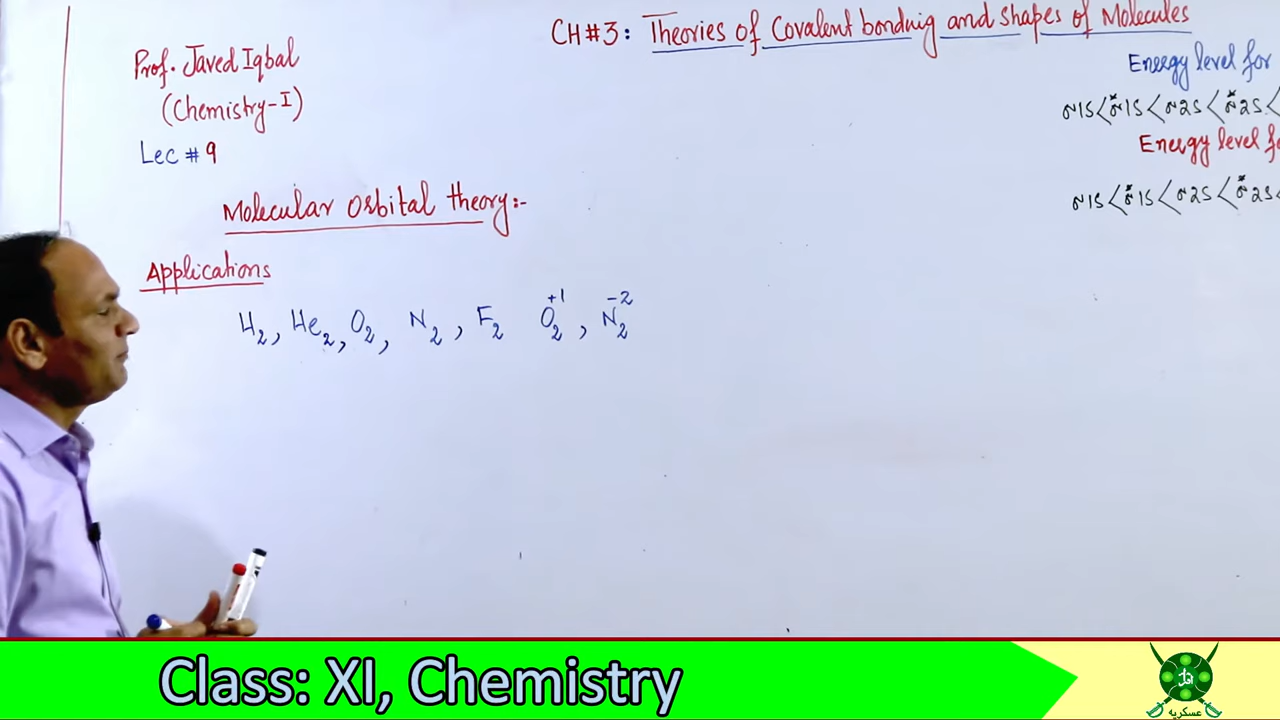 CH#3: Theories of Covalent bonding and Shapes of Molecules
Prof. Javed Iqbal
(Chemistry-I)
Lec # 9
Energy level for
σ1s<σ*1s<σ2s<σ*2s<
Energy level fo
σ1s<σ*1s<σ2s<σ*2s<
Molecular orbital theory:-
Applications
H₂, He₂, O₂, N₂, F₂ O₂⁺¹, N₂⁻²
Class: XI, Chemistry
عسکریہ